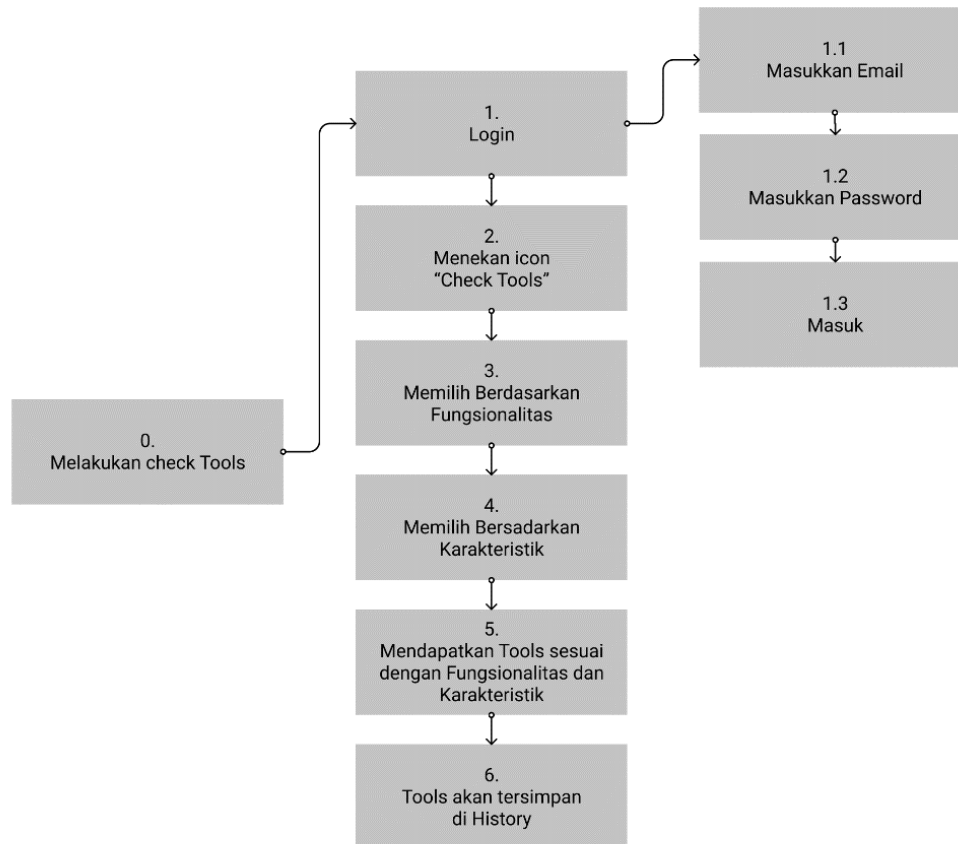 0.
Melakukan check Tools
1.
Login
1.1
Masukkan Email
1.2
Masukkan Password
1.3
Masuk
2.
Menekan icon
“Check Tools”
3.
Memilih Berdasarkan
Fungsionalitas
4.
Memilih Bersadarkan
Karakteristik
5.
Mendapatkan Tools sesuai
dengan Fungsionalitas dan
Karakteristik
6.
Tools akan tersimpan
di History